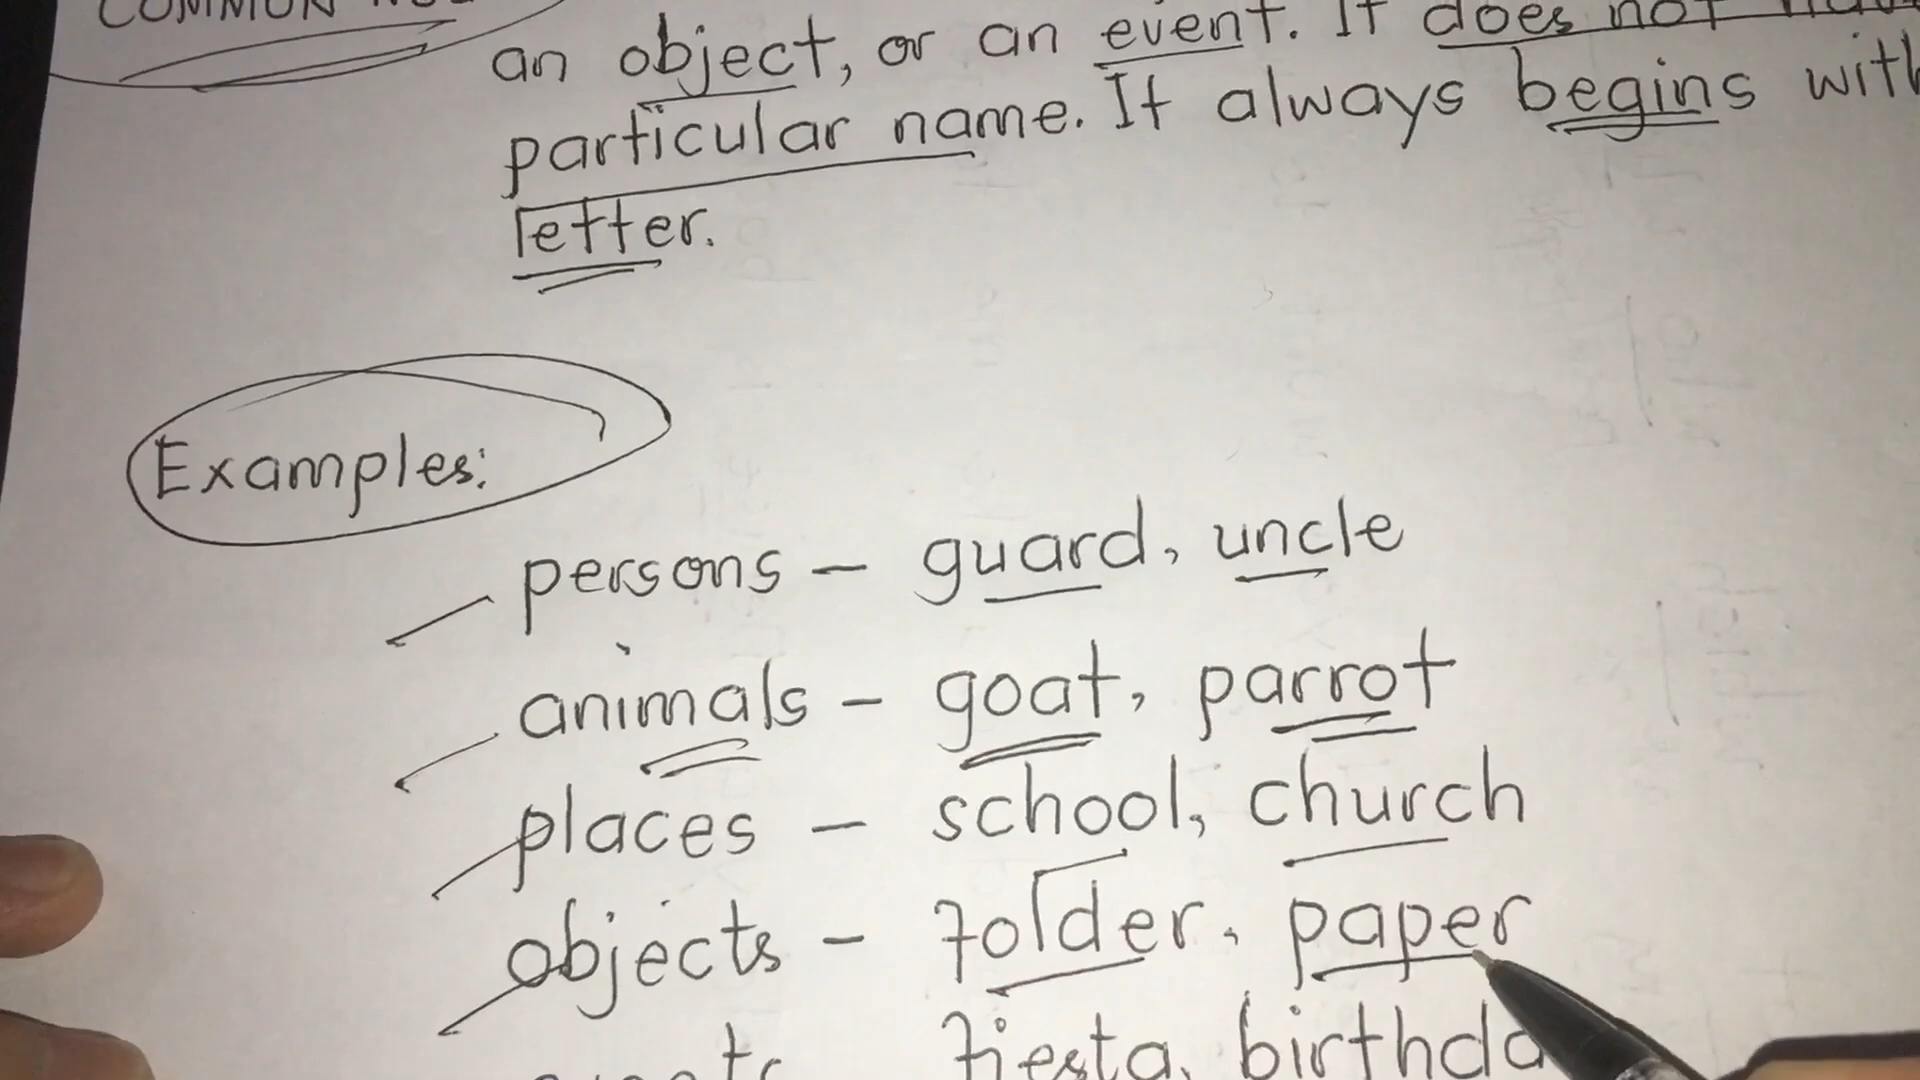 COMMON
an object, or an event. It does not
particular name. It always begins with
letter.
Examples:
persons – guard, uncle
animals – goat, parrot
places – school, church
objects – folder, paper
fiesta, birthda